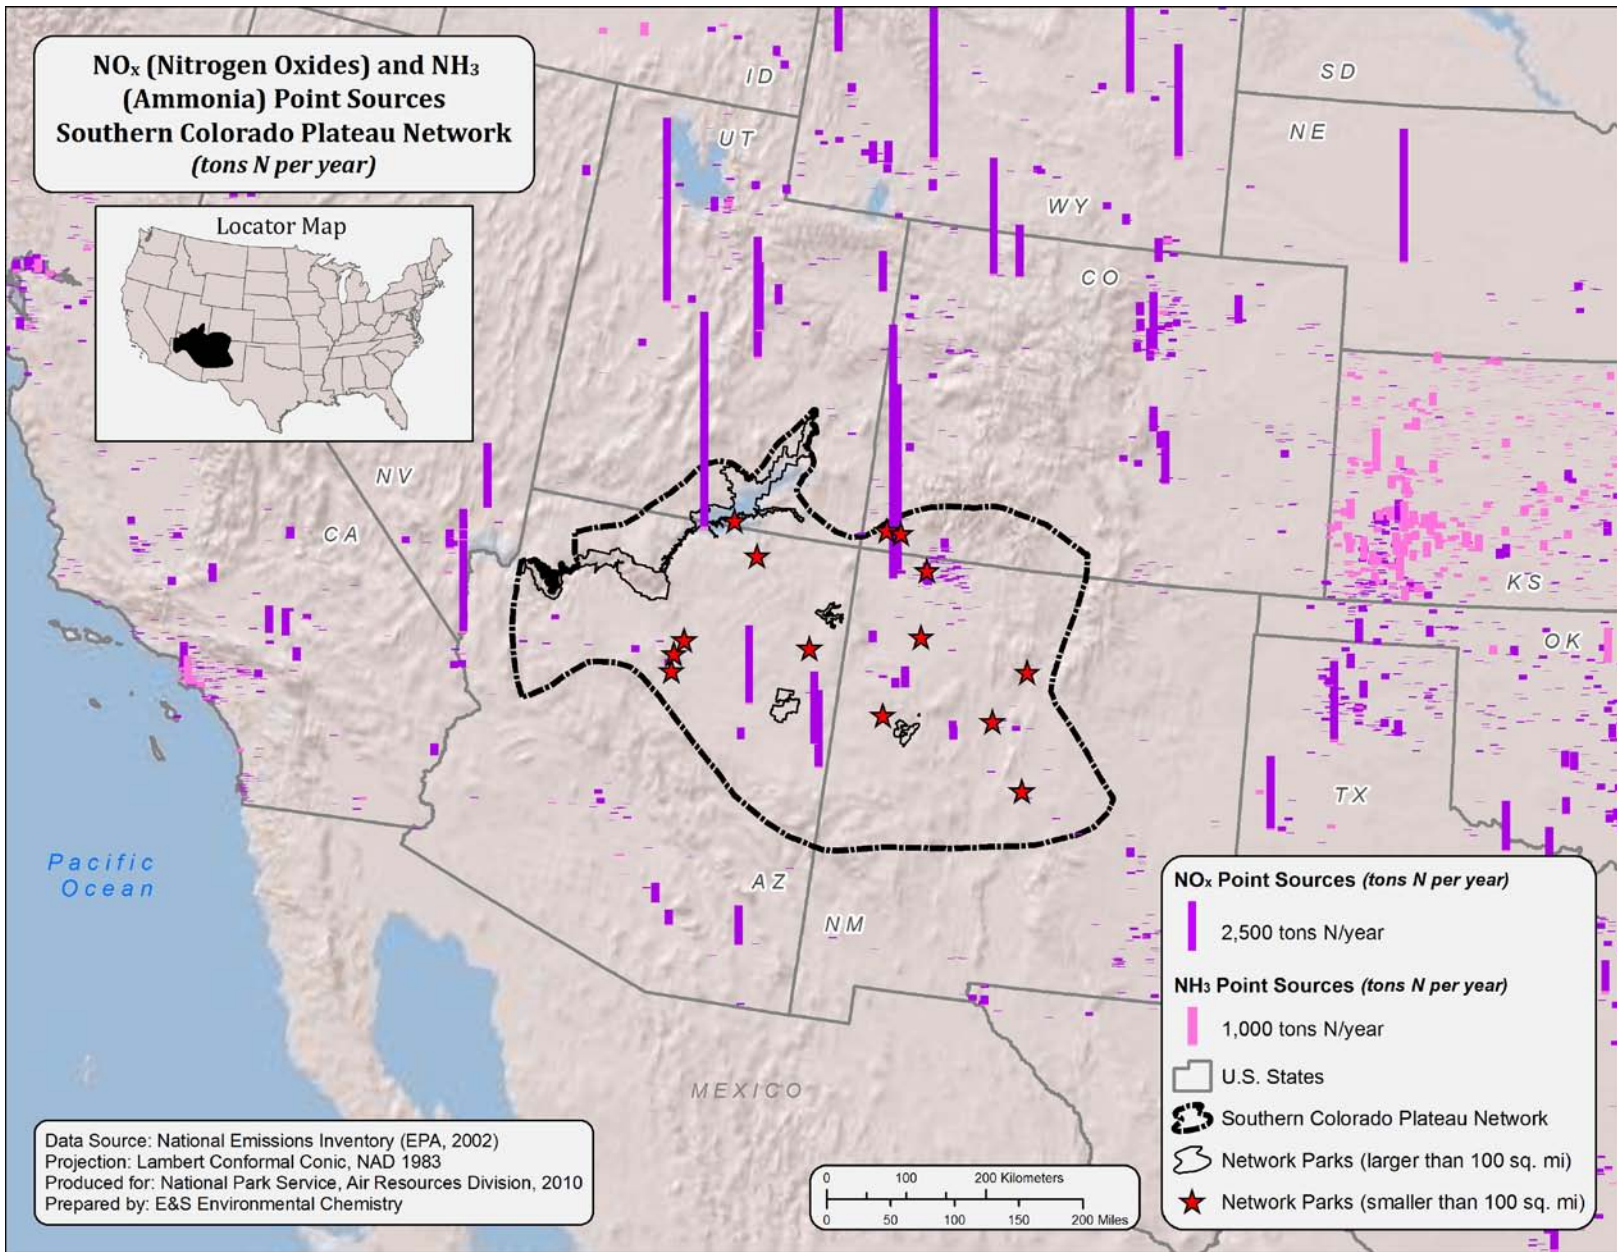 NOx (Nitrogen Oxides) and NH3
(Ammonia) Point Sources
Southern Colorado Plateau Network
(tons N per year)
Locator Map
ID
SD
NE
UT
WY
CO
NV
CA
KS
OK
TX
AZ
NM
Pacific
Ocean
MEXICO
NOx Point Sources (tons N per year)
2,500 tons N/year
NH3 Point Sources (tons N per year)
1,000 tons N/year
U.S. States
Southern Colorado Plateau Network
Network Parks (larger than 100 sq. mi)
Network Parks (smaller than 100 sq. mi)
Data Source: National Emissions Inventory (EPA, 2002)
Projection: Lambert Conformal Conic, NAD 1983
Produced for: National Park Service, Air Resources Division, 2010
Prepared by: E&S Environmental Chemistry
0 100 200 Kilometers
0 50 100 150 200 Miles